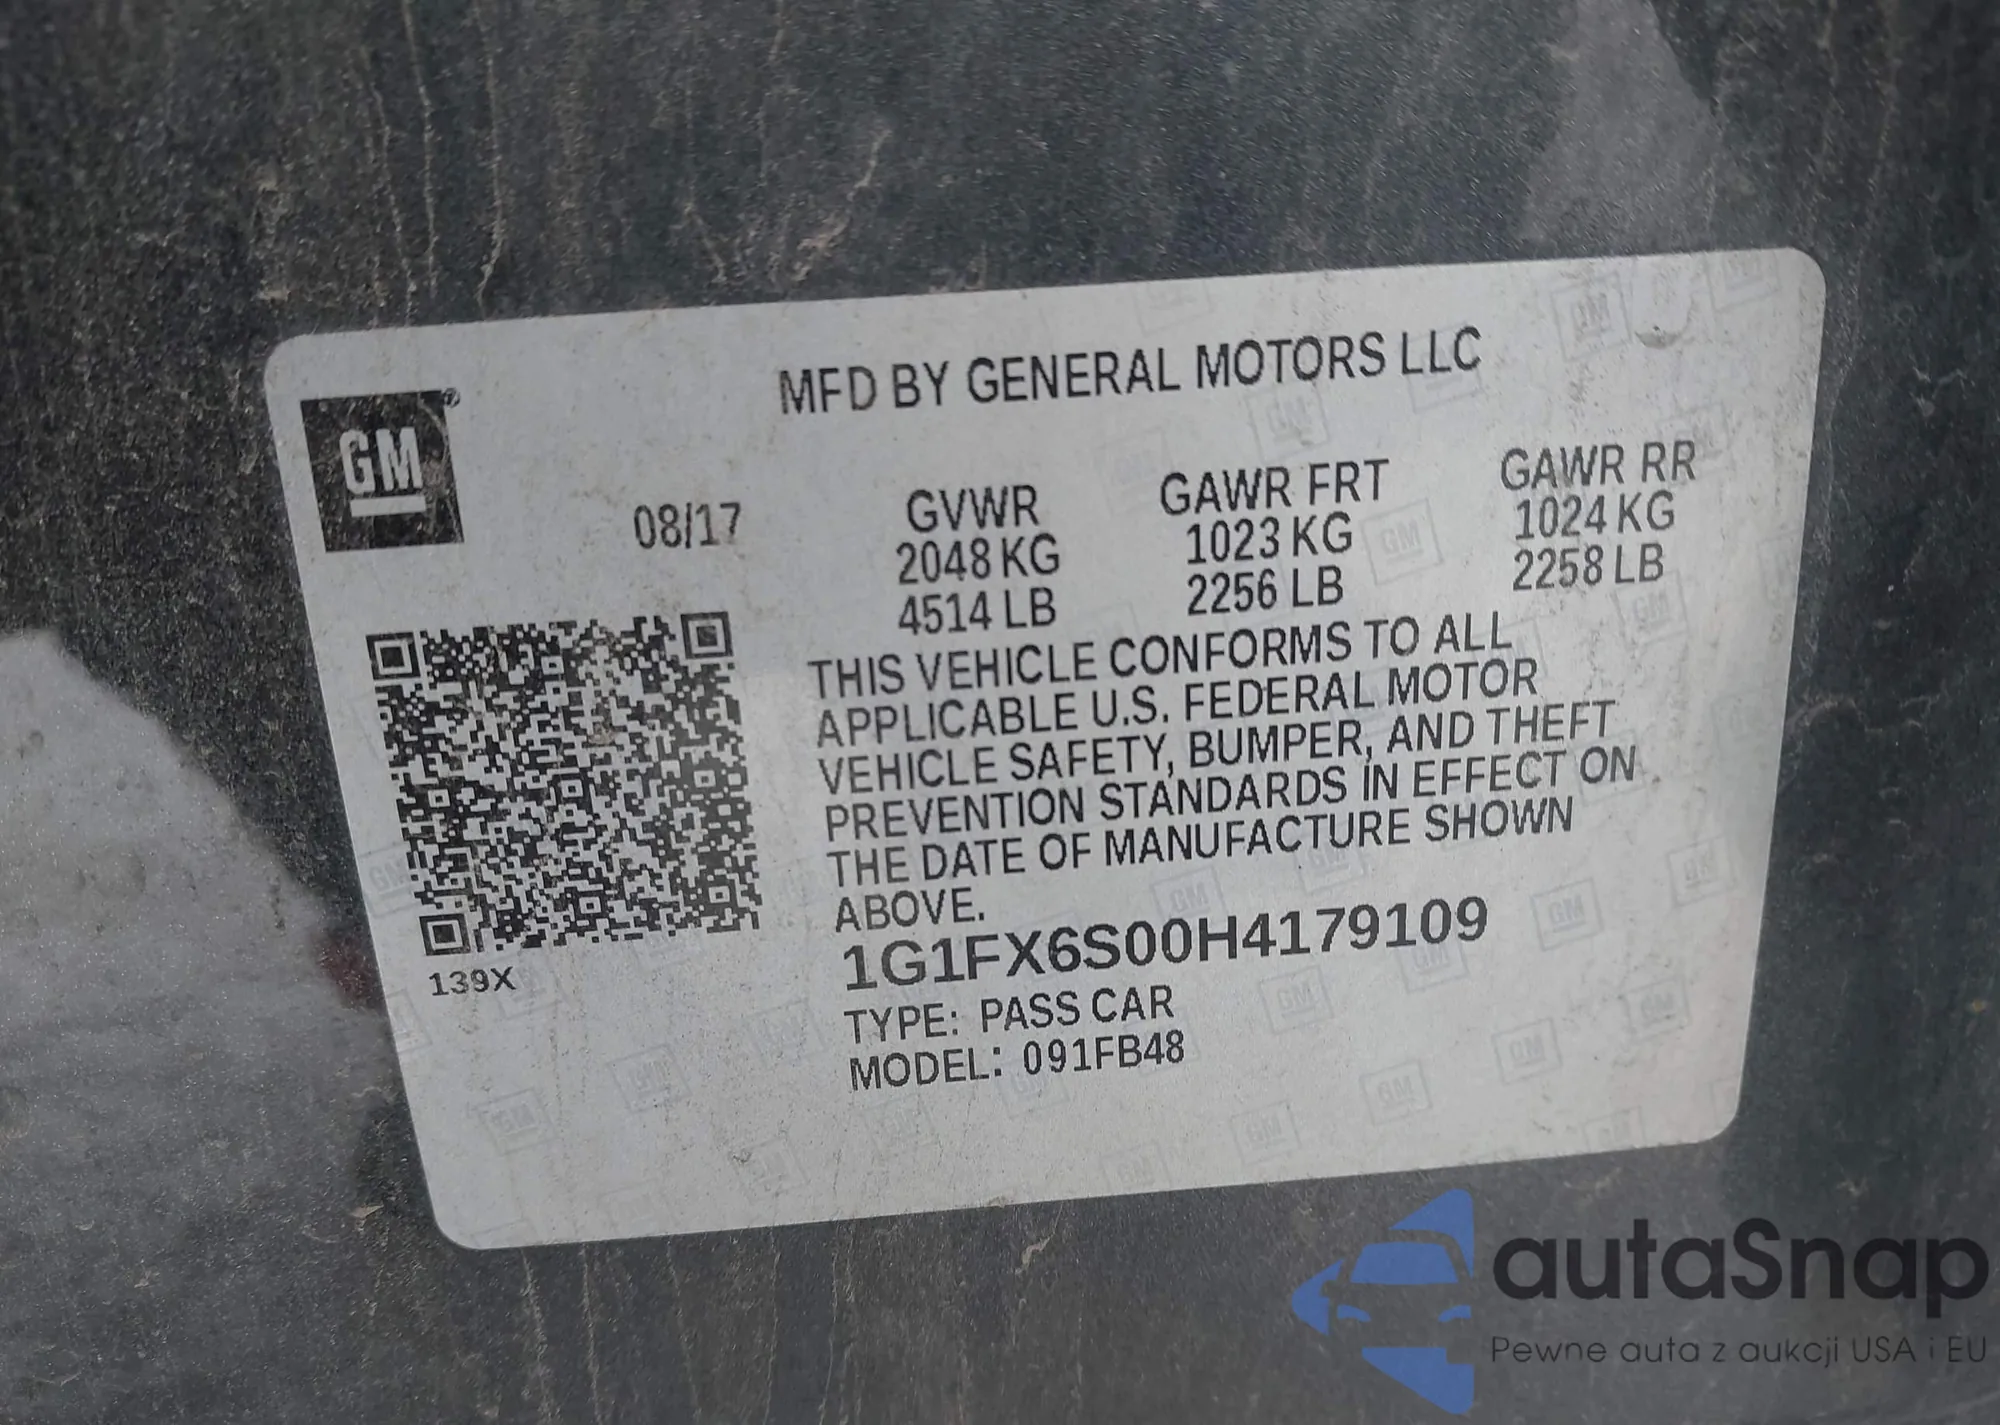 MFD BY GENERAL MOTORS LLC
GM®
08/17
GVWR
2048 KG
4514 LB
GAWR FRT
1023 KG
2256 LB
GAWR RR
1024 KG
2258 LB
THIS VEHICLE CONFORMS TO ALL
APPLICABLE U.S. FEDERAL MOTOR
VEHICLE SAFETY, BUMPER, AND THEFT
PREVENTION STANDARDS IN EFFECT ON
THE DATE OF MANUFACTURE SHOWN
ABOVE.
1G1FX6S00H4179109
139X
TYPE: PASS CAR
MODEL: 091FB48
autaSnap
Pewne auta z aukcji USA i EU